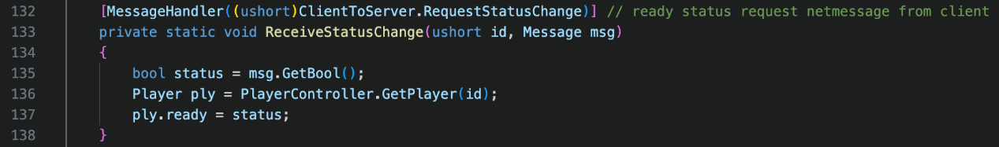 132 [MessageHandler((ushort)ClientToServer.RequestStatusChange)] // ready status request netmessage from client
133 private static void ReceiveStatusChange(ushort id, Message msg)
134 {
135 bool status = msg.GetBool();
136 Player ply = PlayerController.GetPlayer(id);
137 ply.ready = status;
138 }